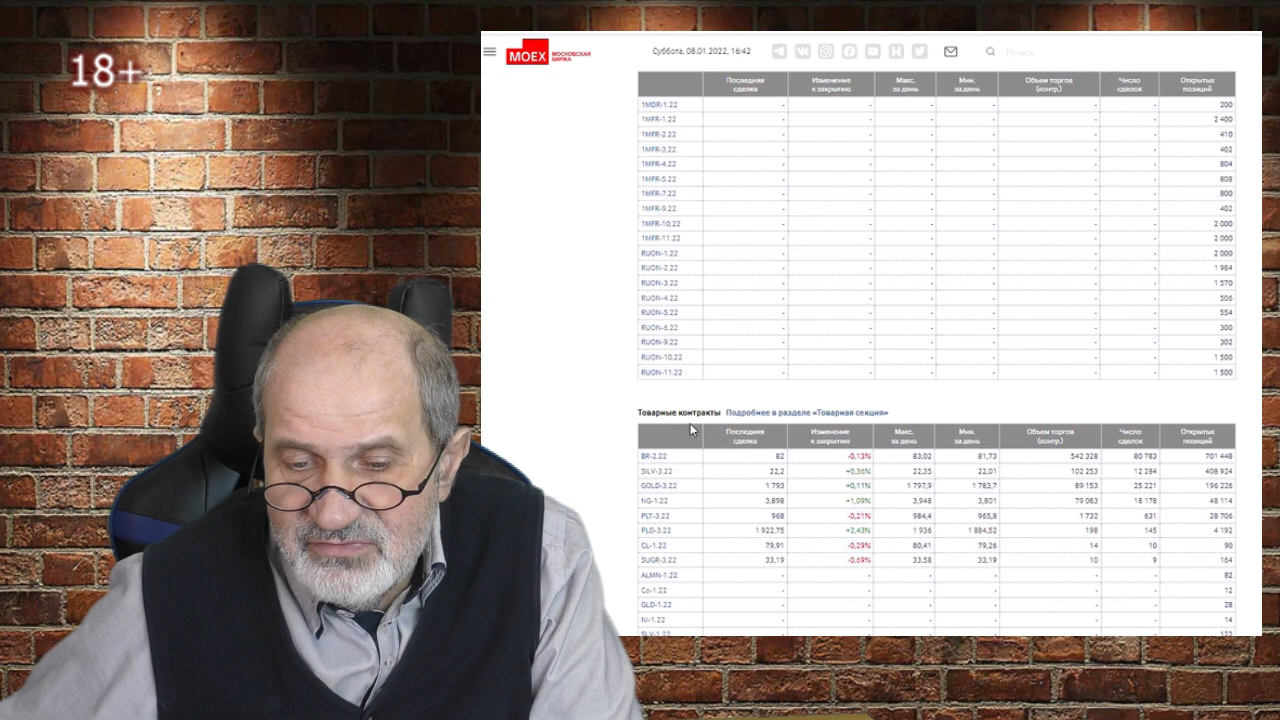 18+
MOEX МОСКОВСКАЯ БИРЖА
Суббота, 08.01.2022, 16:42
Поиск
Последняя сделка Изменение к закрытию Макс. за день Мин. за день Объем торгов (контр.) Число сделок Открытых позиций
1MDR-1.22 - - - - - - 200
1MFR-1.22 - - - - - - 2 400
1MFR-2.22 - - - - - - 410
1MFR-3.22 - - - - - - 402
1MFR-4.22 - - - - - - 804
1MFR-5.22 - - - - - - 808
1MFR-7.22 - - - - - - 800
1MFR-9.22 - - - - - - 402
1MFR-10.22 - - - - - - 2 000
1MFR-11.22 - - - - - - 2 000
RUON-1.22 - - - - - - 2 000
RUON-2.22 - - - - - - 1 984
RUON-3.22 - - - - - - 1 570
RUON-4.22 - - - - - - 506
RUON-5.22 - - - - - - 554
RUON-6.22 - - - - - - 300
RUON-9.22 - - - - - - 302
RUON-10.22 - - - - - - 1 500
RUON-11.22 - - - - - - 1 500
Товарные контракты Подробнее в разделе «Товарная секция»
Последняя сделка Изменение к закрытию Макс. за день Мин. за день Объем торгов (контр.) Число сделок Открытых позиций
BR-2.22 82 -0,13% 83,02 81,73 542 328 80 783 701 448
SILV-3.22 22,2 +0,36% 22,35 22,01 102 253 12 284 408 924
GOLD-3.22 1 793 +0,11% 1 797,9 1 783,7 89 153 25 221 196 226
NG-1.22 3,898 +1,09% 3,948 3,801 79 083 18 178 48 114
PLT-3.22 968 -0,21% 984,4 965,8 1 732 631 28 706
PLD-3.22 1 922,75 +2,43% 1 936 1 884,52 198 145 4 192
CL-1.22 79,91 -0,29% 80,41 79,26 14 10 90
SUGR-3.22 33,19 -0,69% 33,58 33,19 10 9 164
ALMN-1.22 - - - - - - 82
Co-1.22 - - - - - - 12
GLD-1.22 - - - - - - 28
Ni-1.22 - - - - - - 14
SLV-1.22 - - - - - - 122